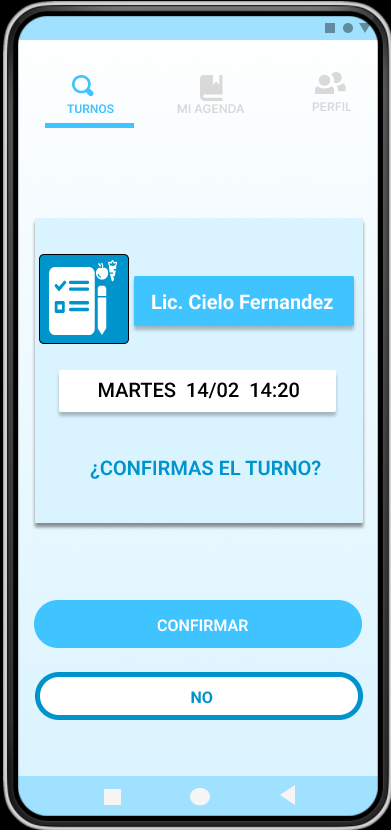 TURNOS
MI AGENDA
PERFIL
Lic. Cielo Fernandez
MARTES 14/02 14:20
¿CONFIRMAS EL TURNO?
CONFIRMAR
NO